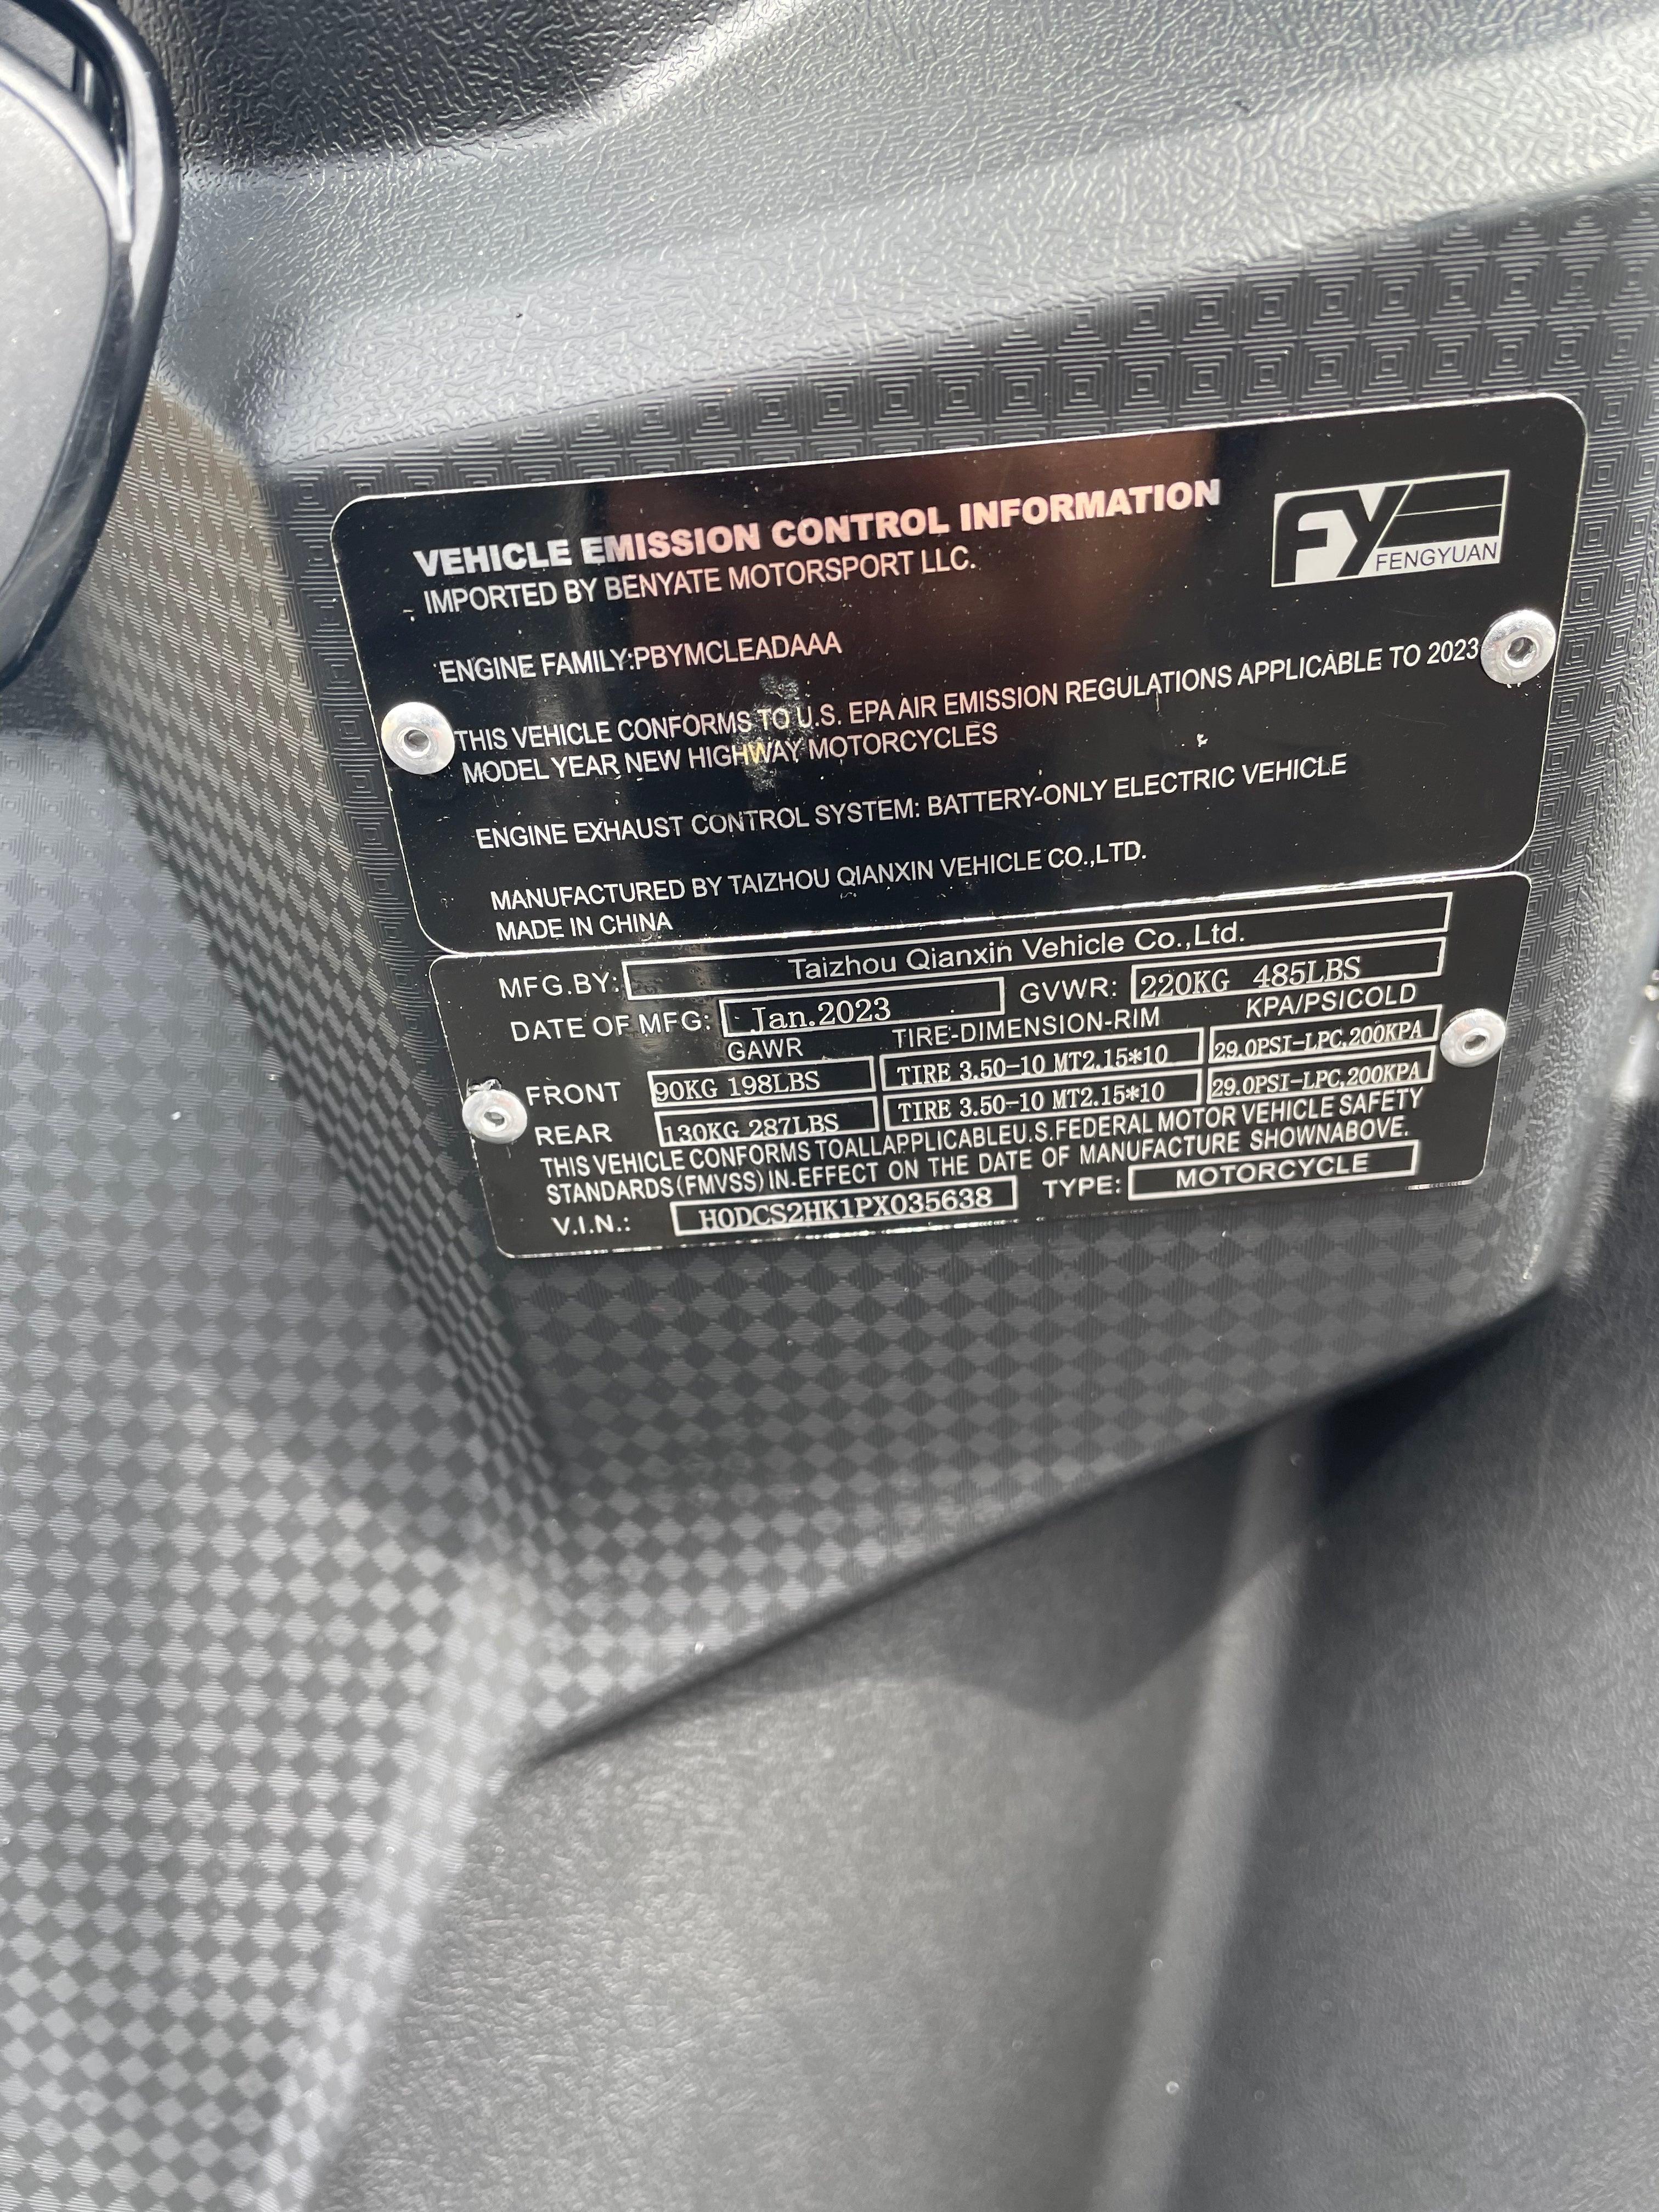 VEHICLE EMISSION CONTROL INFORMATION
IMPORTED BY BENYATE MOTORSPORT LLC.
FY
FENGYUAN
ENGINE FAMILY:PBYMCLEADAAA
THIS VEHICLE CONFORMS TO U.S. EPA AIR EMISSION REGULATIONS APPLICABLE TO 2023
MODEL YEAR NEW HIGHWAY MOTORCYCLES
ENGINE EXHAUST CONTROL SYSTEM: BATTERY-ONLY ELECTRIC VEHICLE
MANUFACTURED BY TAIZHOU QIANXIN VEHICLE CO.,LTD.
MADE IN CHINA
MFG.BY: Taizhou Qianxin Vehicle Co.,Ltd.
DATE OF MFG: Jan.2023 GVWR: 220KG 485LBS
GAWR TIRE-DIMENSION-RIM KPA/PSICOLD
FRONT 90KG 198LBS TIRE 3.50-10 MT2.15*10 29.0PSI-LPC,200KPA
REAR 130KG 287LBS TIRE 3.50-10 MT2.15*10 29.0PSI-LPC,200KPA
THIS VEHICLE CONFORMS TOALLAPPLICABLEU.S.FEDERAL MOTOR VEHICLE SAFETY
STANDARDS(FMVSS)IN-EFFECT ON THE DATE OF MANUFACTURE SHOWNABOVE.
V.I.N.: H0DCS2HK1PX035638 TYPE: MOTORCYCLE